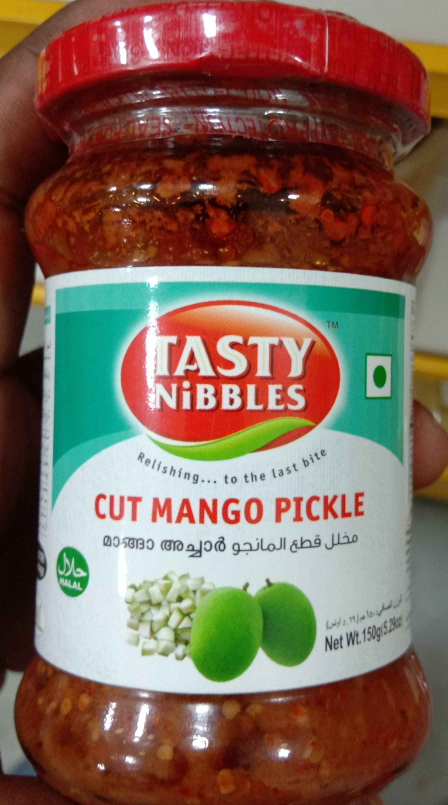 TASTY
NiBBLES
TM
Relishing... to the last bite
CUT MANGO PICKLE
മാങ്ങാ അച്ചാർ مخلل قطع المانجو
حلال
HALAL
Net Wt.150g(5.29oz)